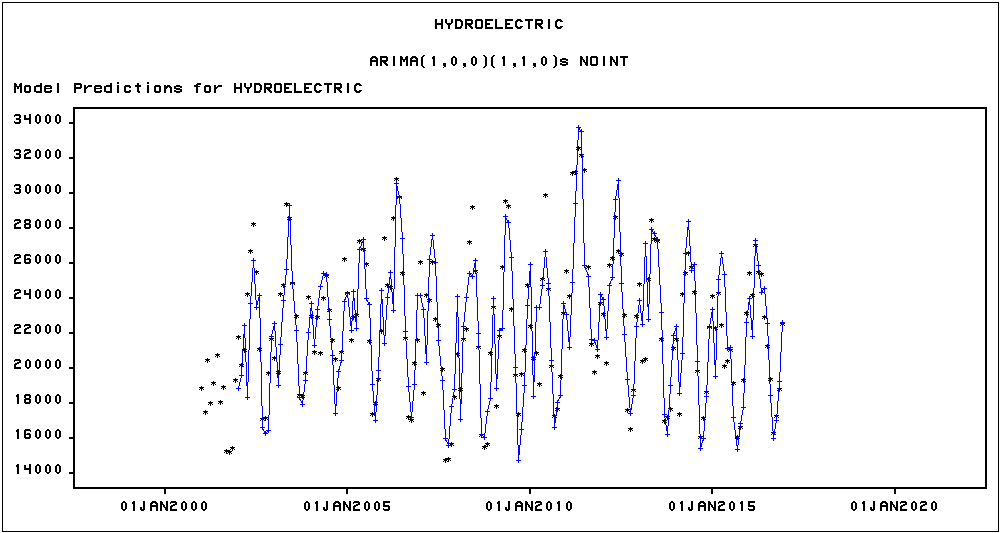 HYDROELECTRIC
ARIMA(1,0,0)(1,1,0)s NOINT
Model Predictions for HYDROELECTRIC
34000
32000
30000
28000
26000
24000
22000
20000
18000
16000
14000
01JAN2000 01JAN2005 01JAN2010 01JAN2015 01JAN2020